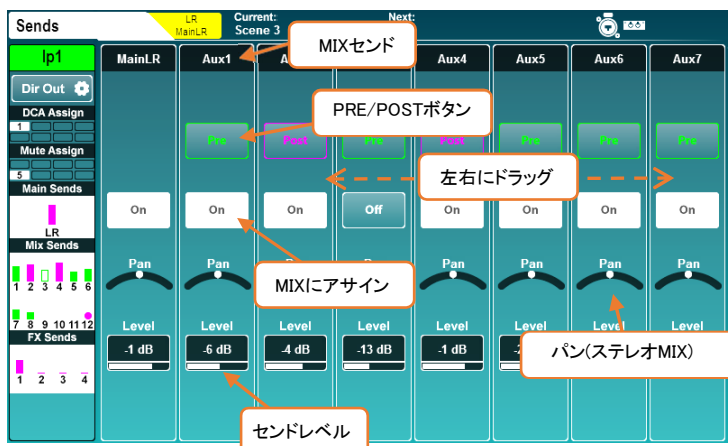 Sends
LR
MainLR
Current:
Scene 3
Next:
Ip1
Dir Out
DCA Assign
1
Mute Assign
5
Main Sends
LR
Mix Sends
1 2 3 4 5 6
7 8 9 10 11 12
FX Sends
1 2 3 4
MainLR Aux1 Aux4 Aux5 Aux6 Aux7
MIXセンド
PRE/POSTボタン
Pre Post Pre Post Pre Pre Pre
左右にドラッグ
On On On Off On On On On
MIXにアサイン
Pan Pan Pan Pan Pan Pan
パン(ステレオMIX)
Level Level Level Level Level Level Level Level
-1 dB -6 dB -4 dB -13 dB -1 dB
センドレベル